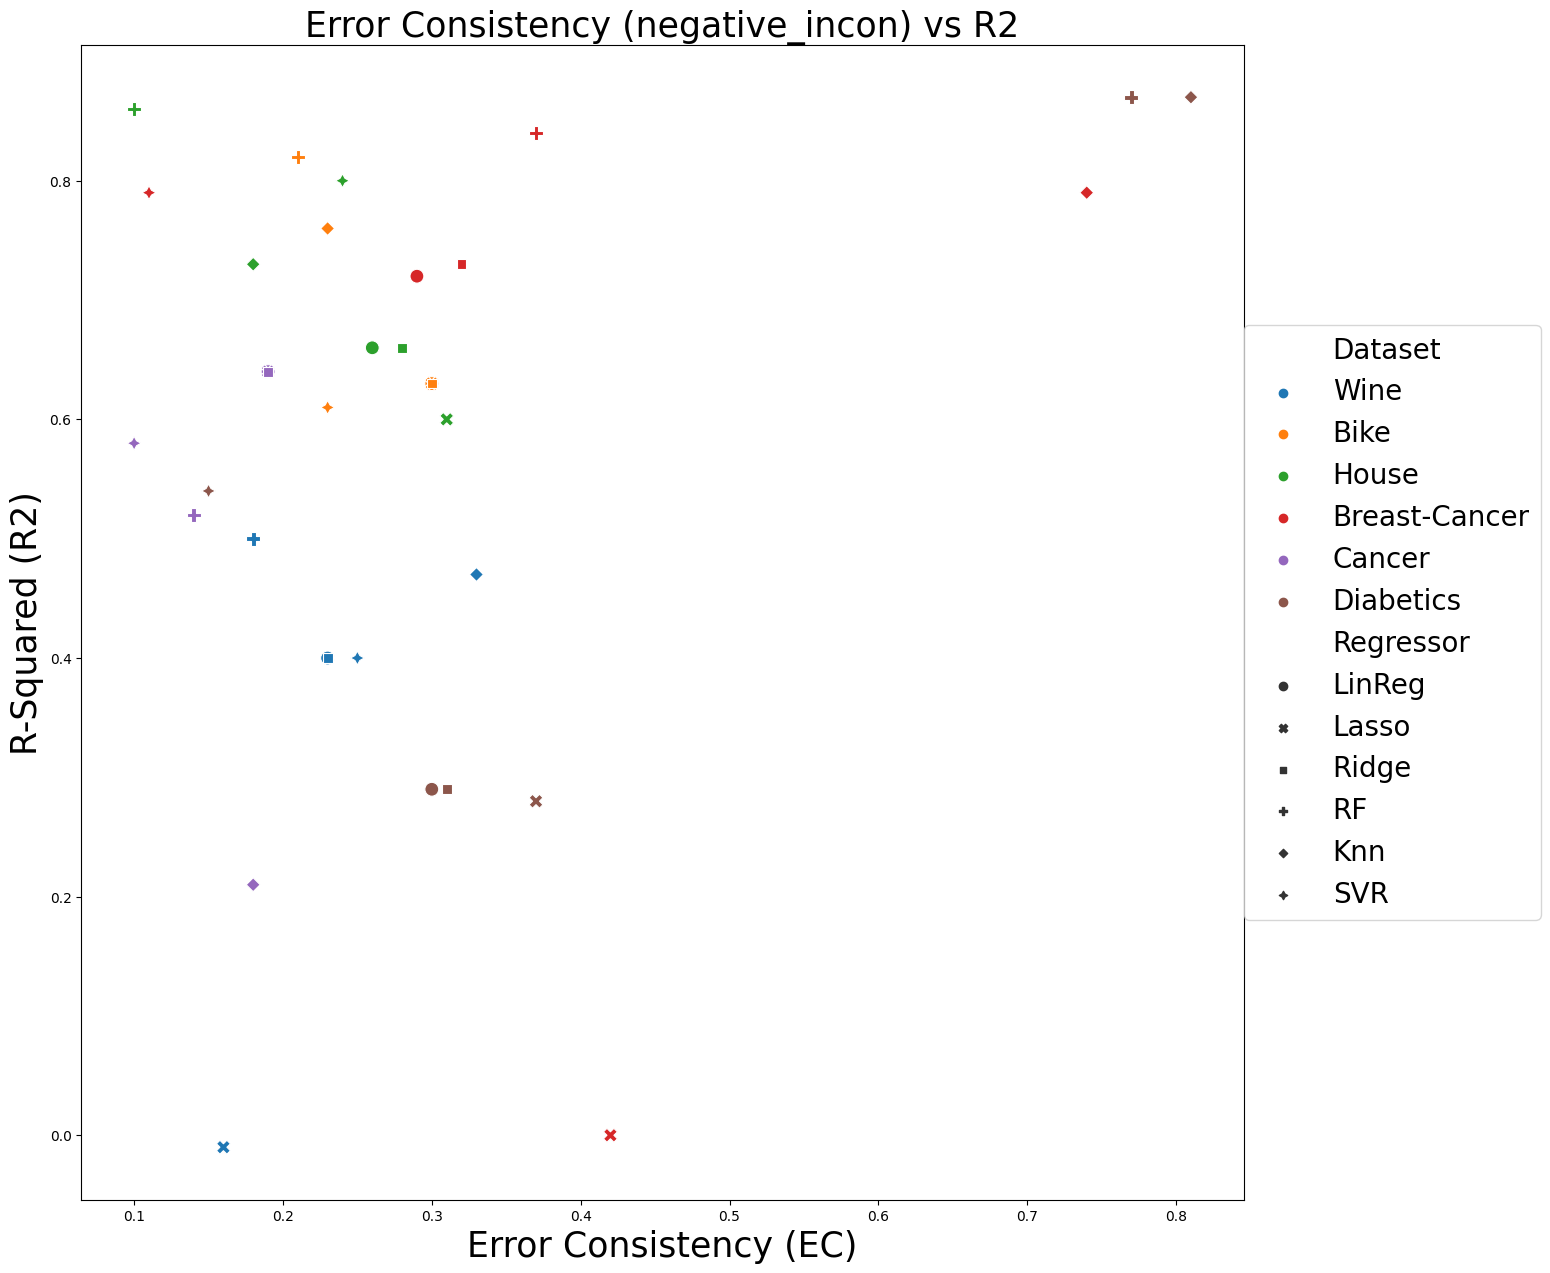 Error Consistency (negative_incon) vs R2
R-Squared (R2)
0.8
0.6
0.4
0.2
0.0
0.1
0.2
0.3
0.4
0.5
0.6
0.7
0.8
Error Consistency (EC)
Dataset
Wine
Bike
House
Breast-Cancer
Cancer
Diabetics
Regressor
LinReg
Lasso
Ridge
RF
Knn
SVR